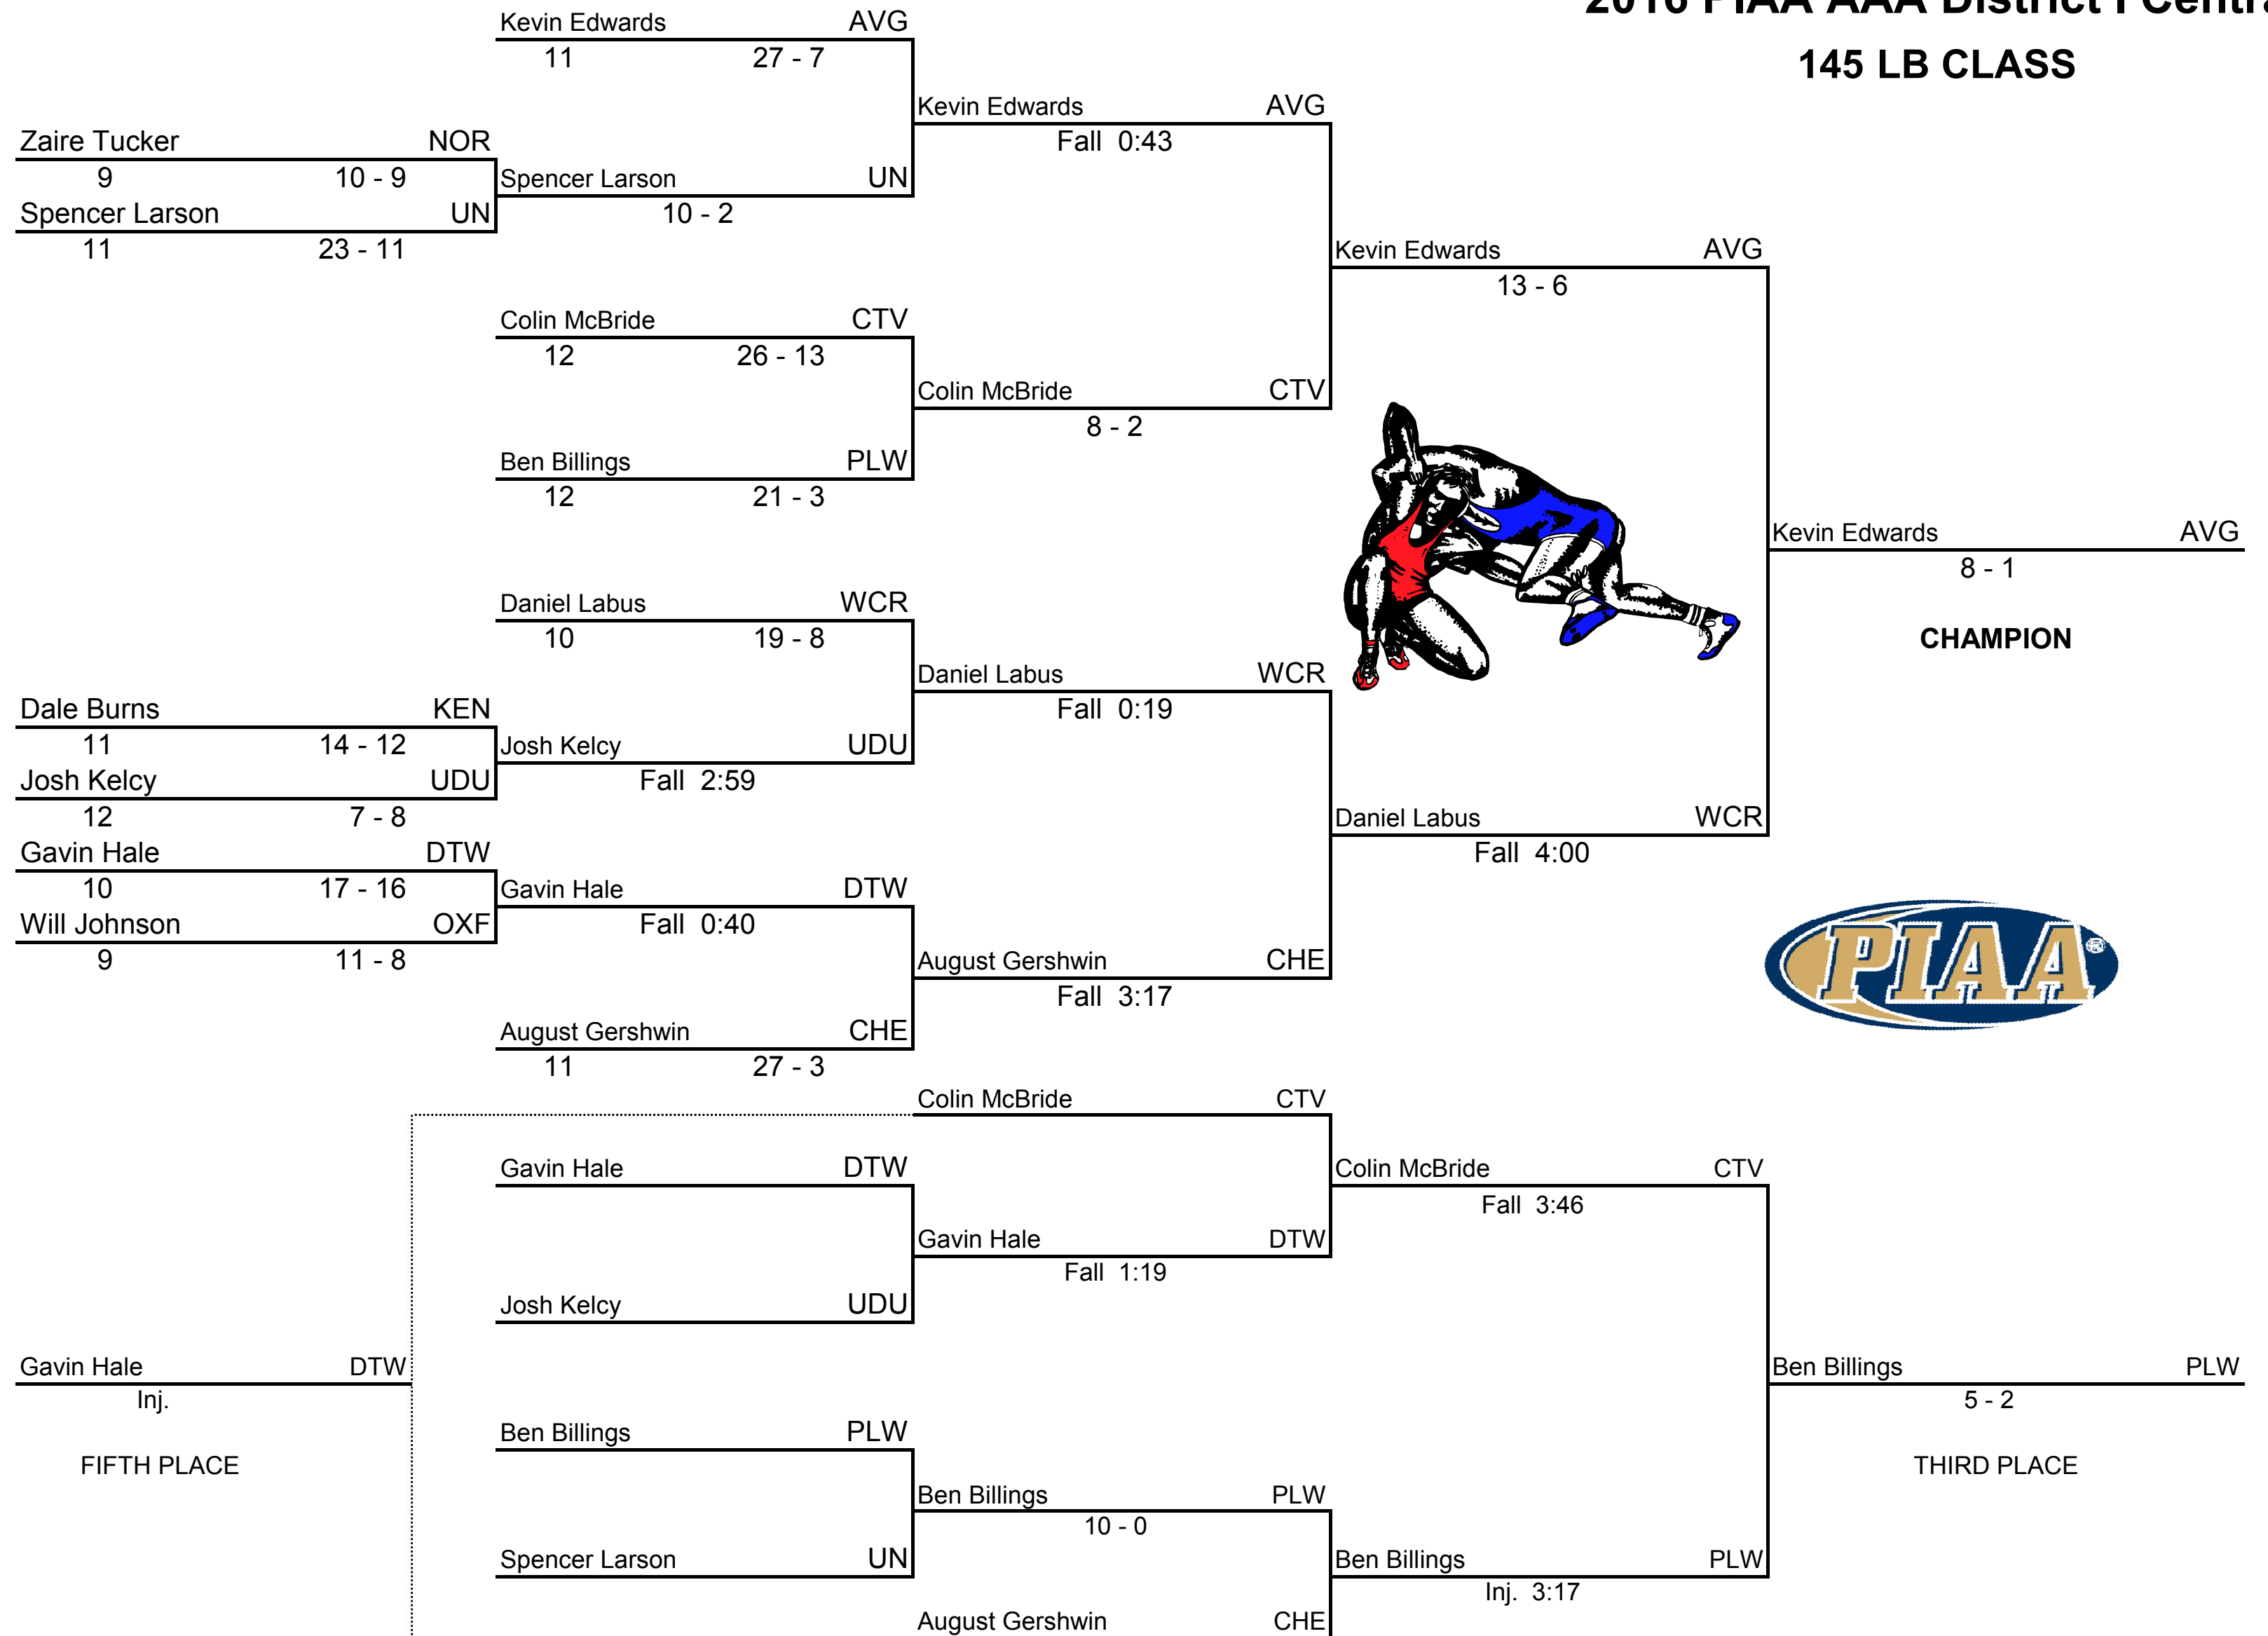 2016 PIAA AAA District I Centra
145 LB CLASS
Kevin Edwards AVG
11 27 - 7
Kevin Edwards AVG
Fall 0:43
Zaire Tucker NOR
9 10 - 9
Spencer Larson UN
10 - 2
Spencer Larson UN
11 23 - 11
Kevin Edwards AVG
13 - 6
Colin McBride CTV
12 26 - 13
Colin McBride CTV
8 - 2
Ben Billings PLW
12 21 - 3
Kevin Edwards AVG
8 - 1
CHAMPION
Daniel Labus WCR
10 19 - 8
Daniel Labus WCR
Fall 0:19
Dale Burns KEN
11 14 - 12
Josh Kelcy UDU
Fall 2:59
Josh Kelcy UDU
12 7 - 8
Daniel Labus WCR
Fall 4:00
Gavin Hale DTW
10 17 - 16
Gavin Hale DTW
Fall 0:40
Will Johnson OXF
9 11 - 8
August Gershwin CHE
Fall 3:17
PIAA®
August Gershwin CHE
11 27 - 3
Colin McBride CTV
Gavin Hale DTW
Colin McBride CTV
Fall 3:46
Gavin Hale DTW
Fall 1:19
Josh Kelcy UDU
Gavin Hale DTW
Inj.
FIFTH PLACE
Ben Billings PLW
5 - 2
THIRD PLACE
Ben Billings PLW
Ben Billings PLW
10 - 0
Spencer Larson UN
Ben Billings PLW
Inj. 3:17
August Gershwin CHE